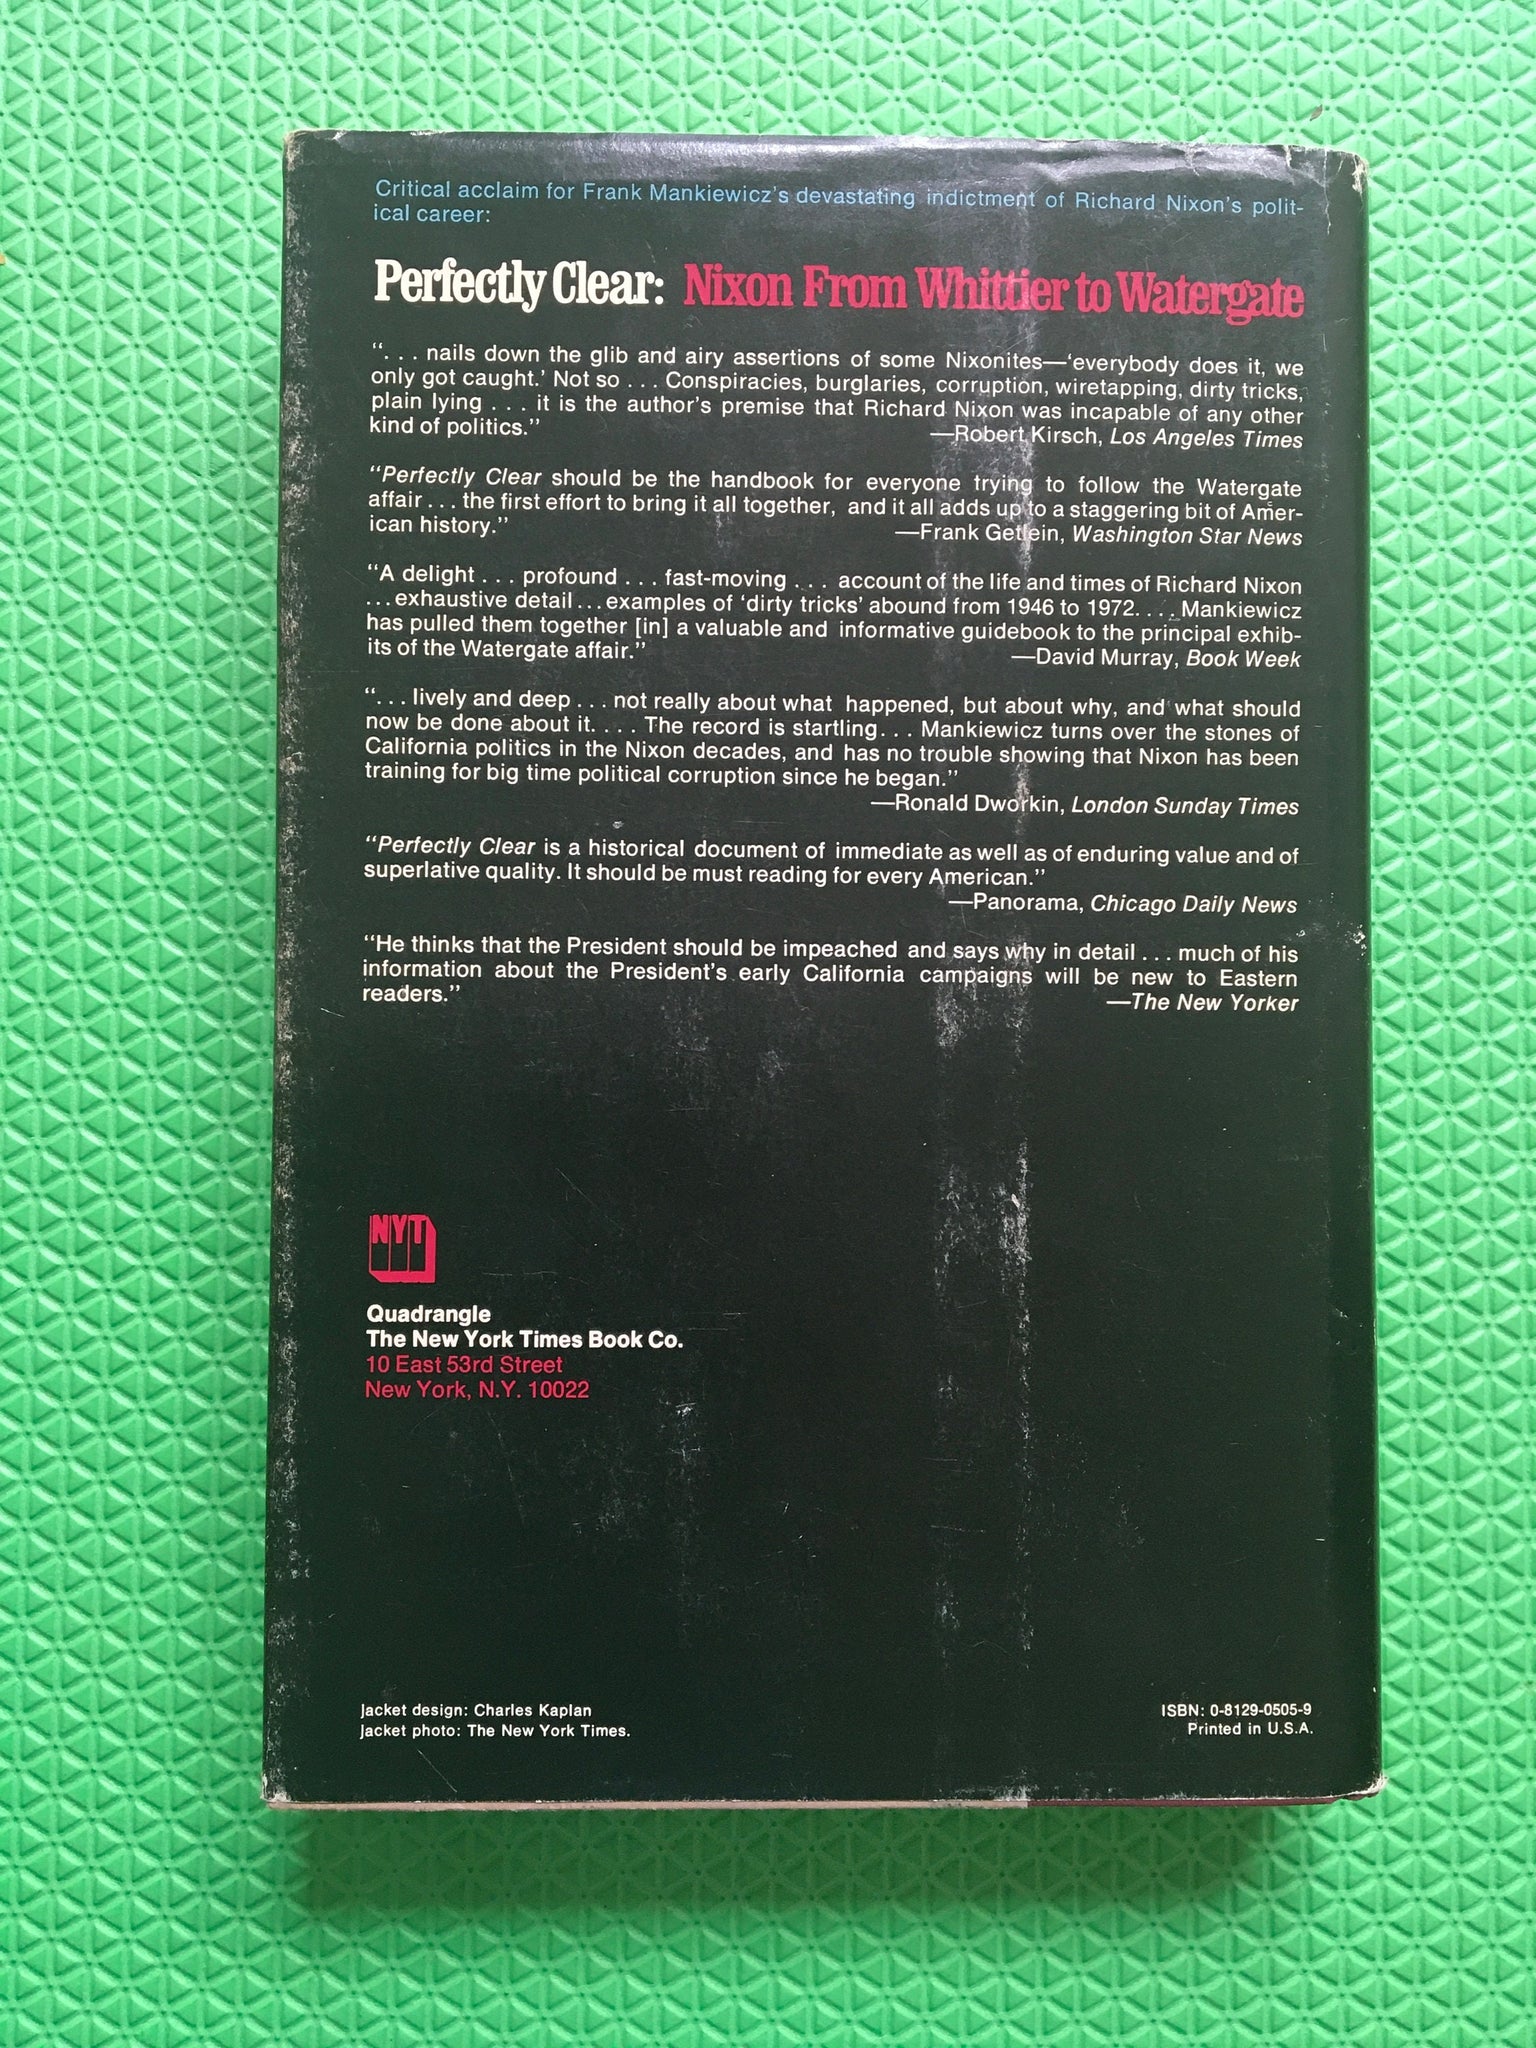 Critical acclaim for Frank Mankiewicz's devastating indictment of Richard Nixon's polit-
ical career:
Perfectly Clear: Nixon From Whittier to Watergate
". . . nails down the glib and airy assertions of some Nixonites—'everybody does it, we
only got caught.' Not so . . . Conspiracies, burglaries, corruption, wiretapping, dirty tricks,
plain lying . . . it is the author's premise that Richard Nixon was incapable of any other
kind of politics."
—Robert Kirsch, Los Angeles Times
"Perfectly Clear should be the handbook for everyone trying to follow the Watergate
affair . . . the first effort to bring it all together, and it all adds up to a staggering bit of Amer-
ican history."
—Frank Getlein, Washington Star News
"A delight . . . profound . . . fast-moving . . . account of the life and times of Richard Nixon
. . . exhaustive detail . . . examples of 'dirty tricks' abound from 1946 to 1972. . . . Mankiewicz
has pulled them together [in] a valuable and informative guidebook to the principal exhib-
its of the Watergate affair."
—David Murray, Book Week
". . . lively and deep . . . not really about what happened, but about why, and what should
now be done about it. . . . The record is startling . . . Mankiewicz turns over the stones of
California politics in the Nixon decades, and has no trouble showing that Nixon has been
training for big time political corruption since he began."
—Ronald Dworkin, London Sunday Times
"Perfectly Clear is a historical document of immediate as well as of enduring value and of
superlative quality. It should be must reading for every American."
—Panorama, Chicago Daily News
"He thinks that the President should be impeached and says why in detail . . . much of his
information about the President's early California campaigns will be new to Eastern
readers."
—The New Yorker
NYT
Quadrangle
The New York Times Book Co.
10 East 53rd Street
New York, N.Y. 10022
Jacket design: Charles Kaplan
Jacket photo: The New York Times.
ISBN: 0-8129-0505-9
Printed in U.S.A.